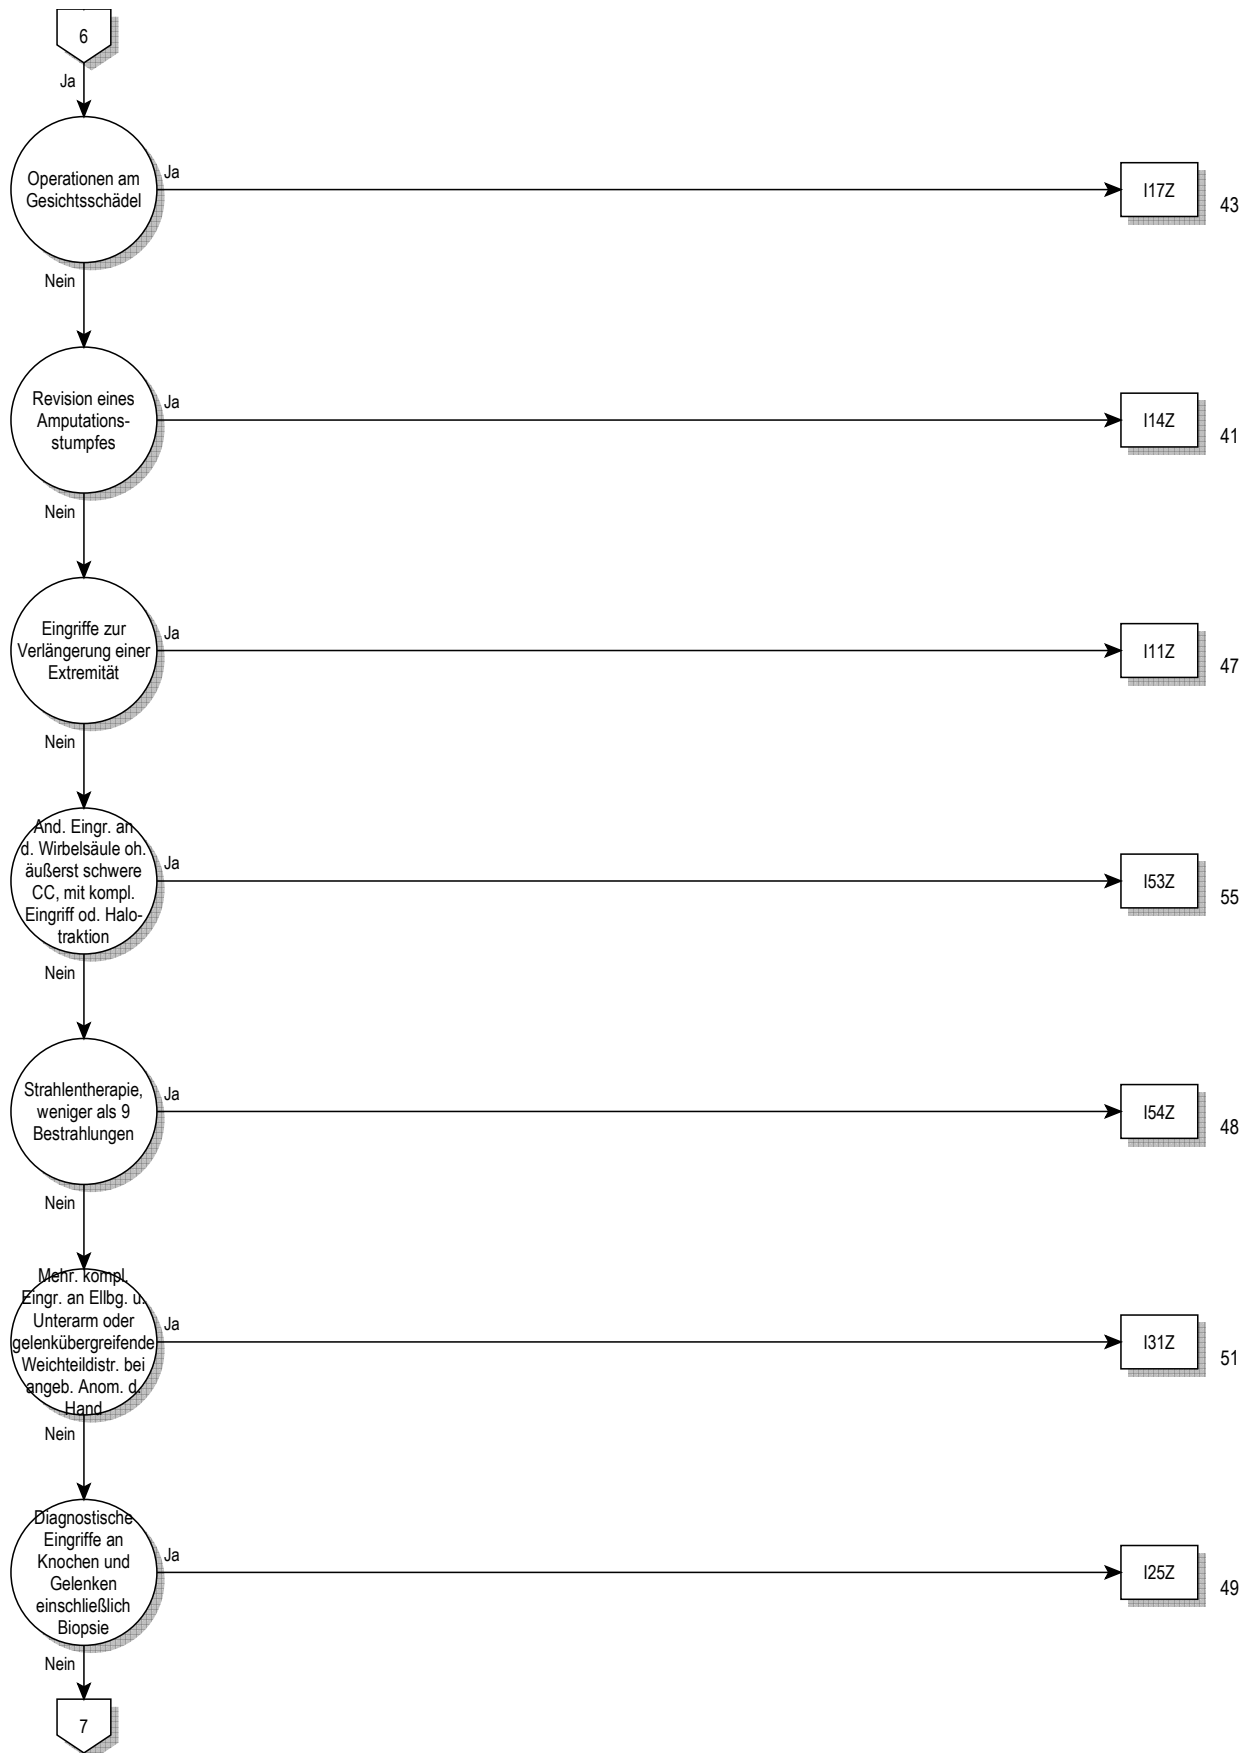 6
Ja
Operationen am
Gesichtsschädel
Ja
I17Z
43
Nein
Revision eines
Amputations-
stumpfes
Ja
I14Z
41
Nein
Eingriffe zur
Verlängerung einer
Extremität
Ja
I11Z
47
Nein
And. Eingr. an
d. Wirbelsäule oh.
äußerst schwere
CC, mit kompl.
Eingriff od. Halo-
traktion
Ja
I53Z
55
Nein
Strahlentherapie,
weniger als 9
Bestrahlungen
Ja
I54Z
48
Nein
Mehr. kompl.
Eingr. an Ellbg. u.
Unterarm oder
gelenkübergreifende
Weichteildistr. bei
angeb. Anom. d.
Hand
Ja
I31Z
51
Nein
Diagnostische
Eingriffe an
Knochen und
Gelenken
einschließlich
Biopsie
Ja
I25Z
49
Nein
7